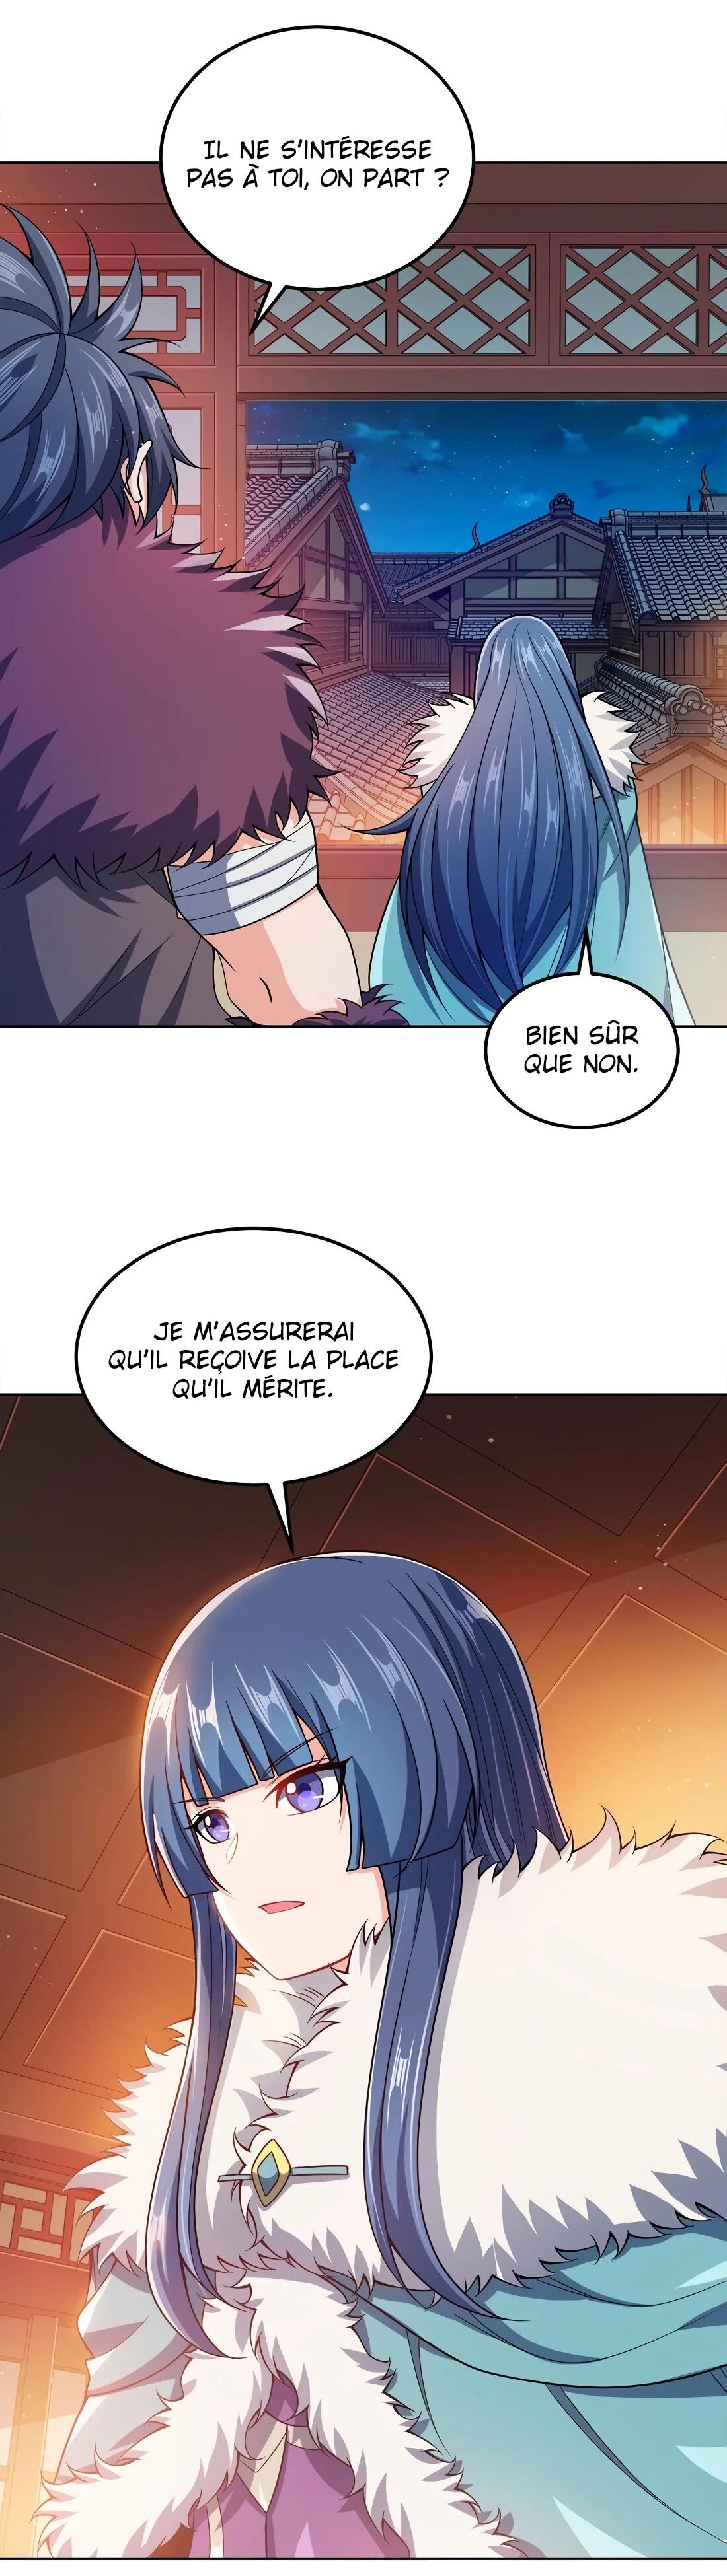 IL NE S'INTÉRESSE
PAS À TOI, ON PART ?
BIEN SÛR
QUE NON.
JE M'ASSURERAI
QU'IL REÇOIVE LA PLACE
QU'IL MÉRITE.